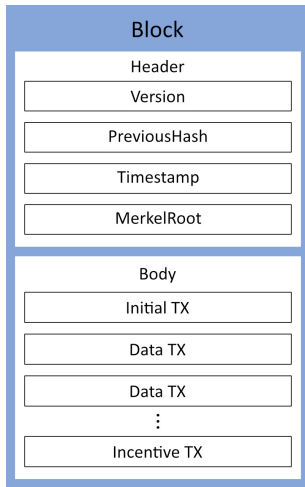 Block
Header
Version
PreviousHash
Timestamp
MerkelRoot
Body
Initial TX
Data TX
Data TX
⋮
Incentive TX